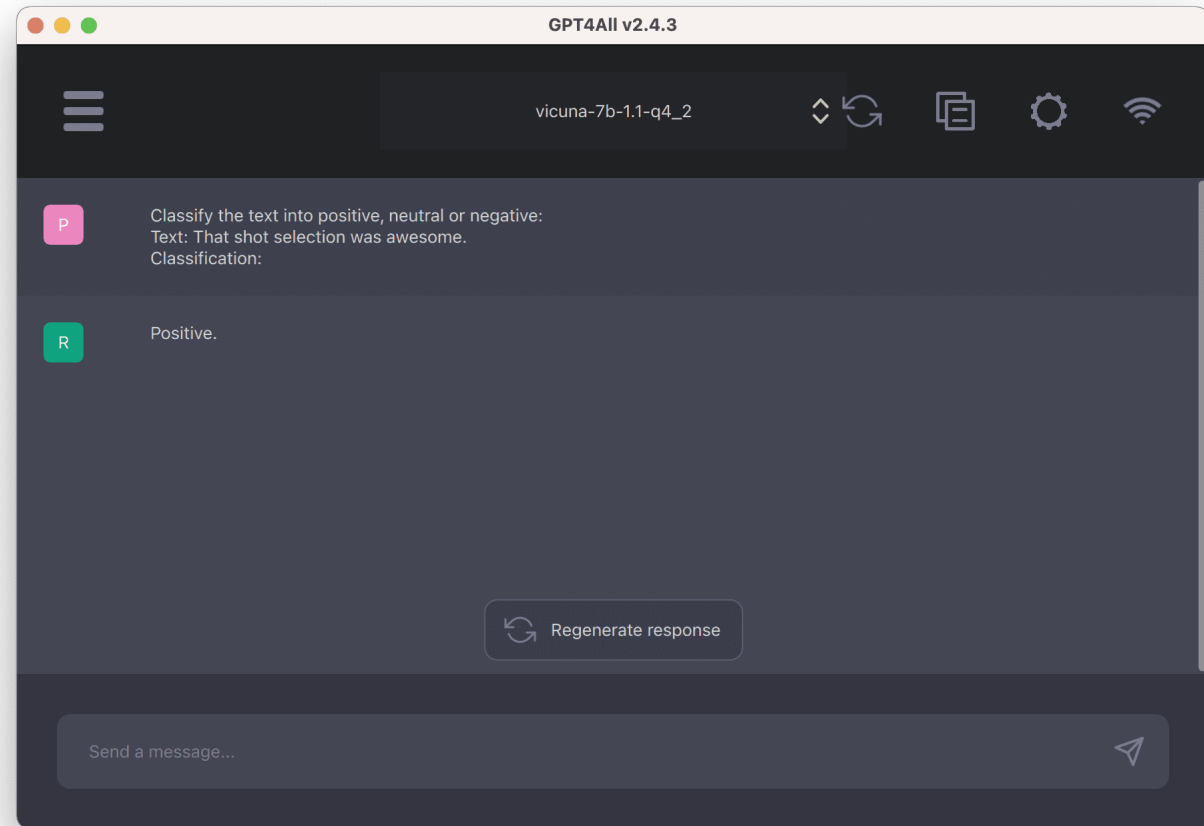 GPT4All v2.4.3
vicuna-7b-1.1-q4_2
P
Classify the text into positive, neutral or negative:
Text: That shot selection was awesome.
Classification:
R
Positive.
Regenerate response
Send a message...